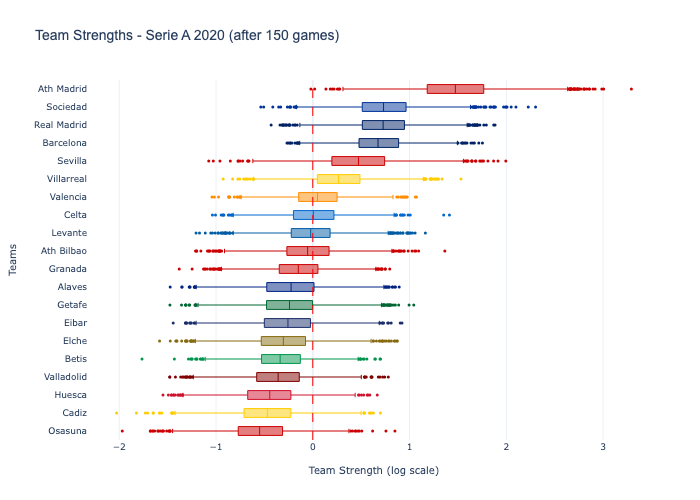 Team Strengths - Serie A 2020 (after 150 games)
Ath Madrid
Sociedad
Real Madrid
Barcelona
Sevilla
Villarreal
Valencia
Celta
Levante
Ath Bilbao
Granada
Alaves
Getafe
Eibar
Elche
Betis
Valladolid
Huesca
Cadiz
Osasuna
Teams
−2 −1 0 1 2 3
Team Strength (log scale)